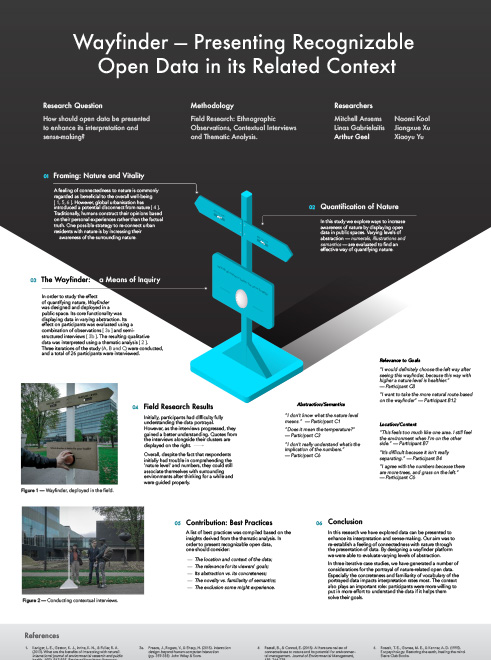 Wayfinder — Presenting Recognizable
Open Data in its Related Context
Research Question
How should open data be presented
to enhance its interpretation and
sense-making?
Methodology
Field Research: Ethnographic
Observations, Contextual Interviews
and Thematic Analysis.
Researchers
Mitchell Ansems
Linas Gabrielaitis
Arthur Geel
Naomi Kool
Jiangxue Xu
Xiaoyu Yu
01 Framing: Nature and Vitality
A feeling of connectedness to nature is commonly
regarded as beneficial to the overall well-being
[ 1, 5, 6 ]. However, global urbanisation has
introduced a potential disconnect from nature [ 4 ].
Traditionally, humans construct their opinions based
on their personal experiences rather than the factual
truth. One possible strategy to re-connect urban
residents with nature is by increasing their
awareness of the surrounding nature.
02 Quantification of Nature
In this study we explore ways to increase
awareness of nature by displaying open
data in public spaces. Varying levels of
abstraction — numerals, illustrations and
semantics — are evaluated to find an
effective way of quantifying nature.
03 The Wayfinder: a Means of Inquiry
In order to study the effect
of quantifying nature, Wayfinder
was designed and deployed in a
public space. Its core functionality was
displaying data in varying abstraction. Its
effect on participants was evaluated using a
combination of observations [ 3a ] and semi-
structured interviews [ 3b ]. The resulting qualitative
data was interpreted using a thematic analysis [ 2 ].
Three iterations of the study (A, B and C) were conducted,
and a total of 26 participants were interviewed.
Figure 1 — Wayfinder, deployed in the field.
04 Field Research Results
Initially, participants had difficulty fully
understanding the data portrayal.
However, as the interviews progressed, they
gained a better understanding. Quotes from
the interviews alongside their clusters are
displayed on the right.
Overall, despite the fact that respondents
initially had trouble in comprehending the
'nature level' and numbers, they could still
associate themselves with surrounding
environments after thinking for a while and
were guided properly.
Abstraction/Semantics
"I don't know what the nature level
means." — Participant C1
"Does it mean the temperature?"
— Participant C3
"I don't really understand what's the
implication of the numbers."
— Participant C6
Relevance to Goals
"I would definitely choose the left way after
seeing this wayfinder, because this way with
higher a nature level is healthier."
— Participant C8
"I want to take the more natural route based
on the wayfinder" — Participant B12
Location/Context
"This feels too much like one area. I still feel
the environment when I'm on the other
side." — Participant B7
"It's difficult because it isn't really
separating." — Participant B4
"I agree with the numbers because there
are more trees, and grass on the left."
— Participant C6
Figure 2 — Conducting contextual interviews.
05 Contribution: Best Practices
A list of best practices was compiled based on the
insights derived from the thematic analysis. In
order to present recognizable open data,
one should consider:
— The location and context of the data;
— The relevance for its viewers' goals;
— Its abstraction vs. its concreteness;
— The novelty vs. familiarity of semantics;
— The exclusion some might experience.
06 Conclusion
In this research we have explored data can be presented to
enhance its interpretation and sense-making. Our aim was to
re-establish a feeling of connectedness with nature through
the presentation of data. By designing a wayfinder platform
we were able to evaluate varying levels of abstraction.
In three iterative case studies, we have generated a number of
considerations for the portrayal of nature-related open data.
Especially the concreteness and familiarity of vocabulary of the
portrayed data impacts interpretation rates most. The context
also plays an important role: participants were more willing to
put in more effort to understand the data if it helps them
solve their goals.
References